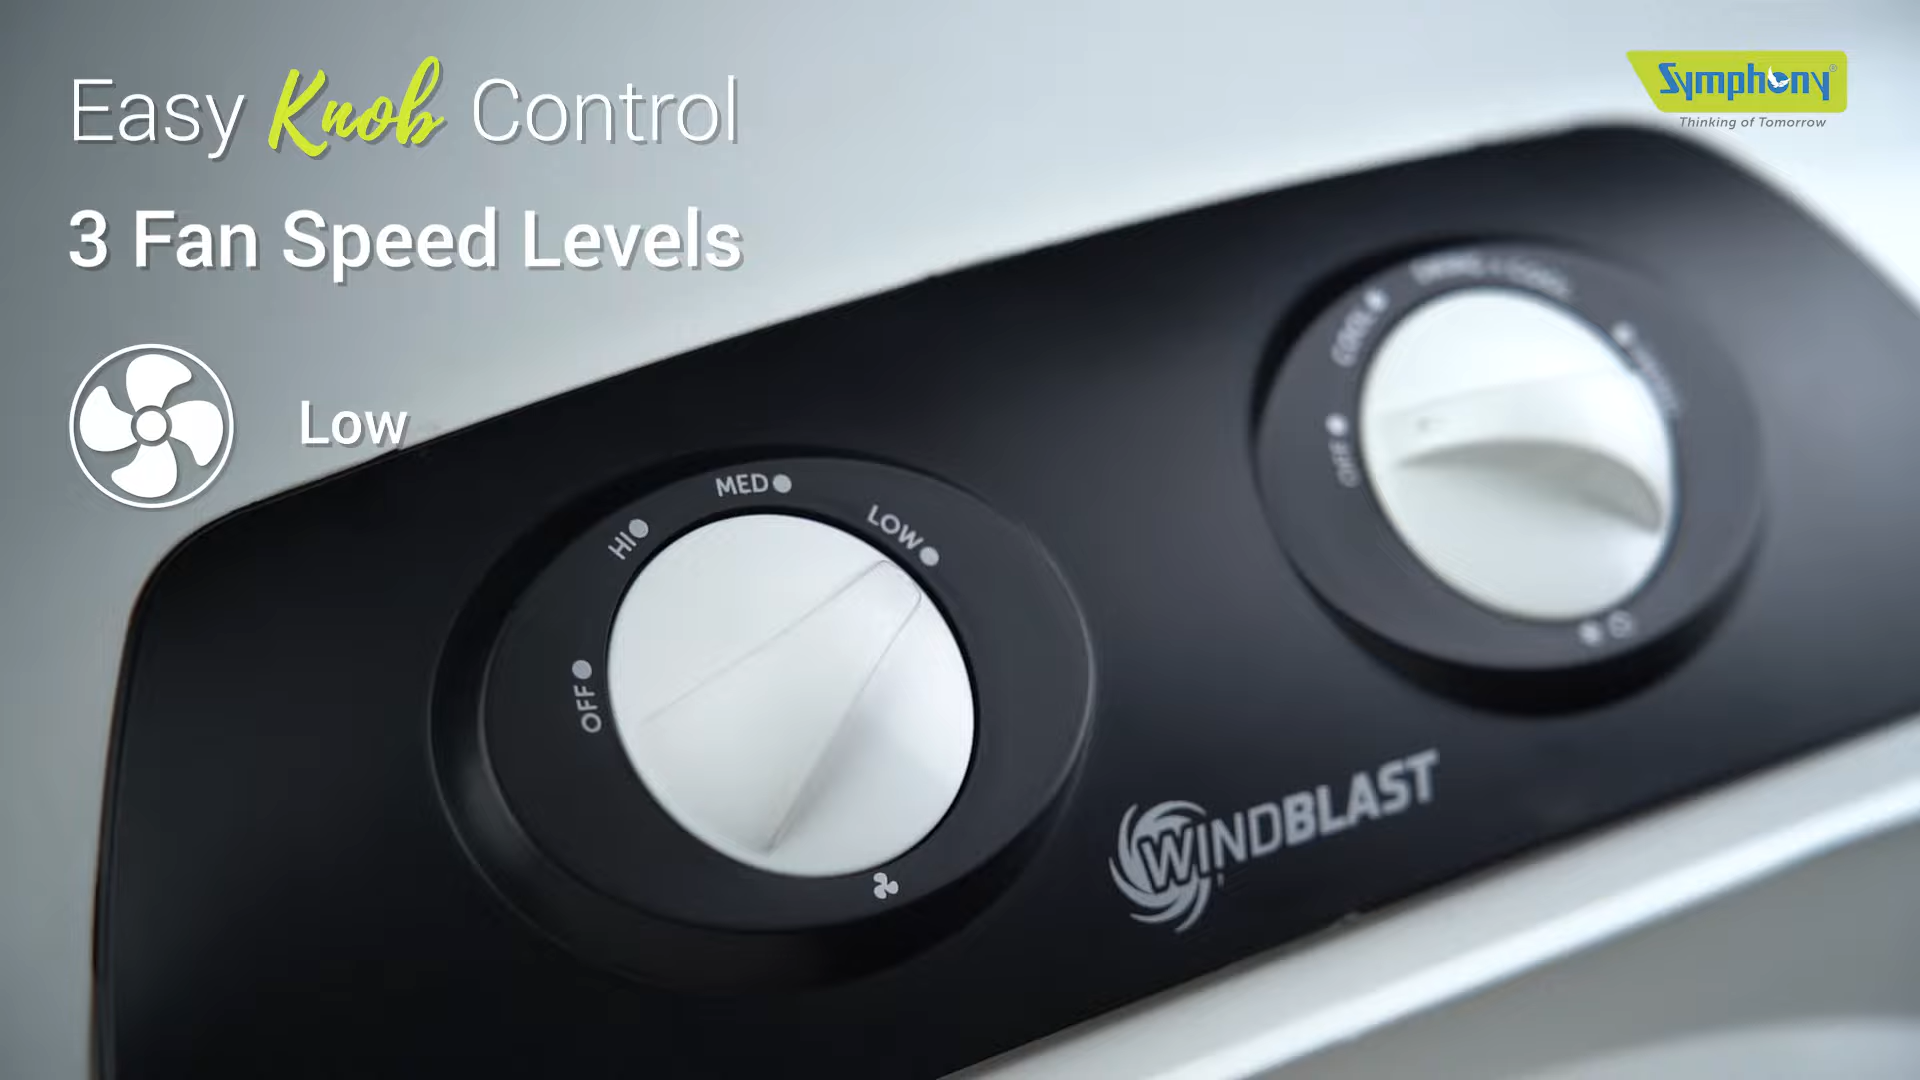 Easy Knob Control
3 Fan Speed Levels
Low
Symphony®
Thinking of Tomorrow
OFF
HI
MED
LOW
OFF
COOL
WINDBLAST